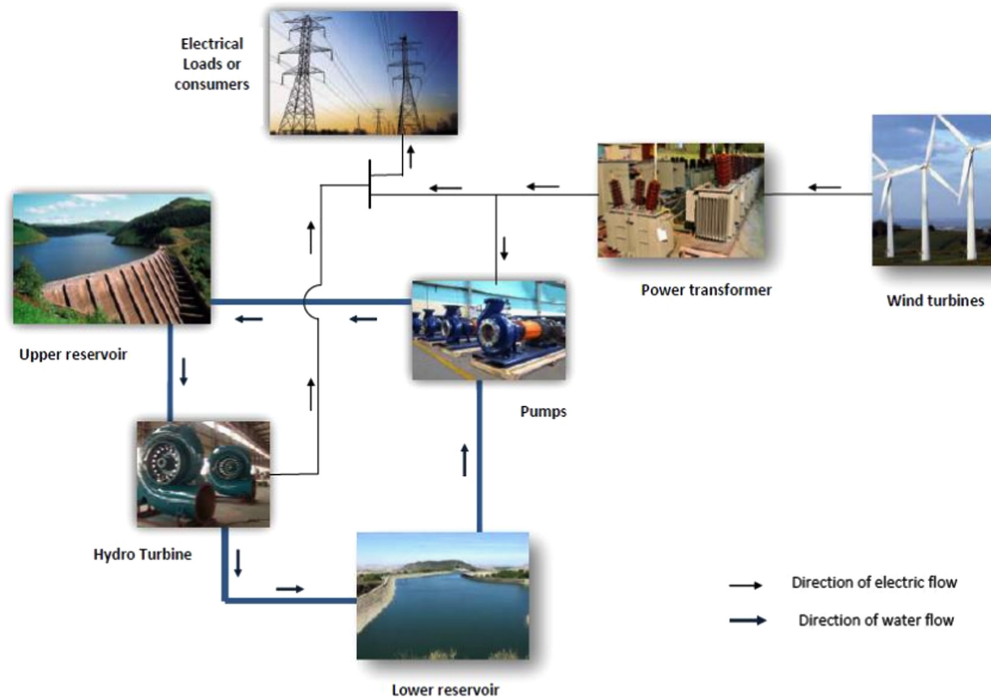 Electrical
Loads or
consumers
Power transformer
Wind turbines
Upper reservoir
Pumps
Hydro Turbine
Direction of electric flow
Direction of water flow
Lower reservoir